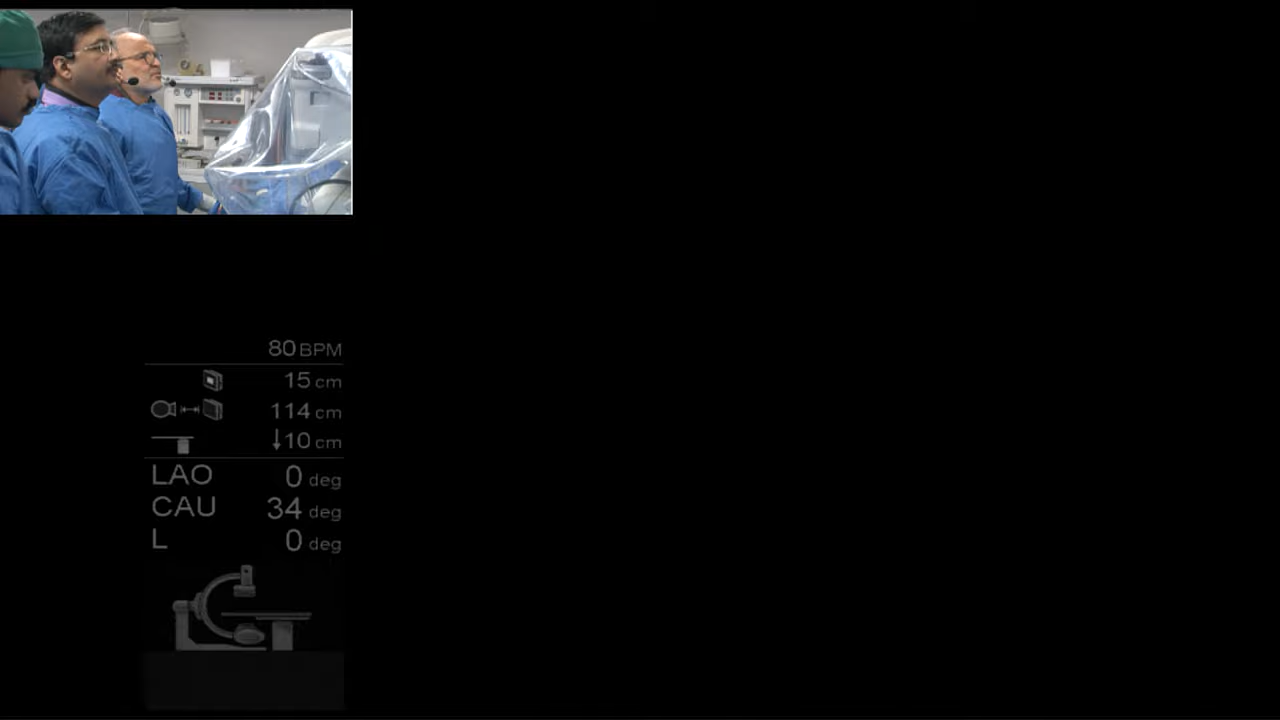 80 BPM
15 cm
114 cm
↓10 cm
LAO 0 deg
CAU 34 deg
L 0 deg